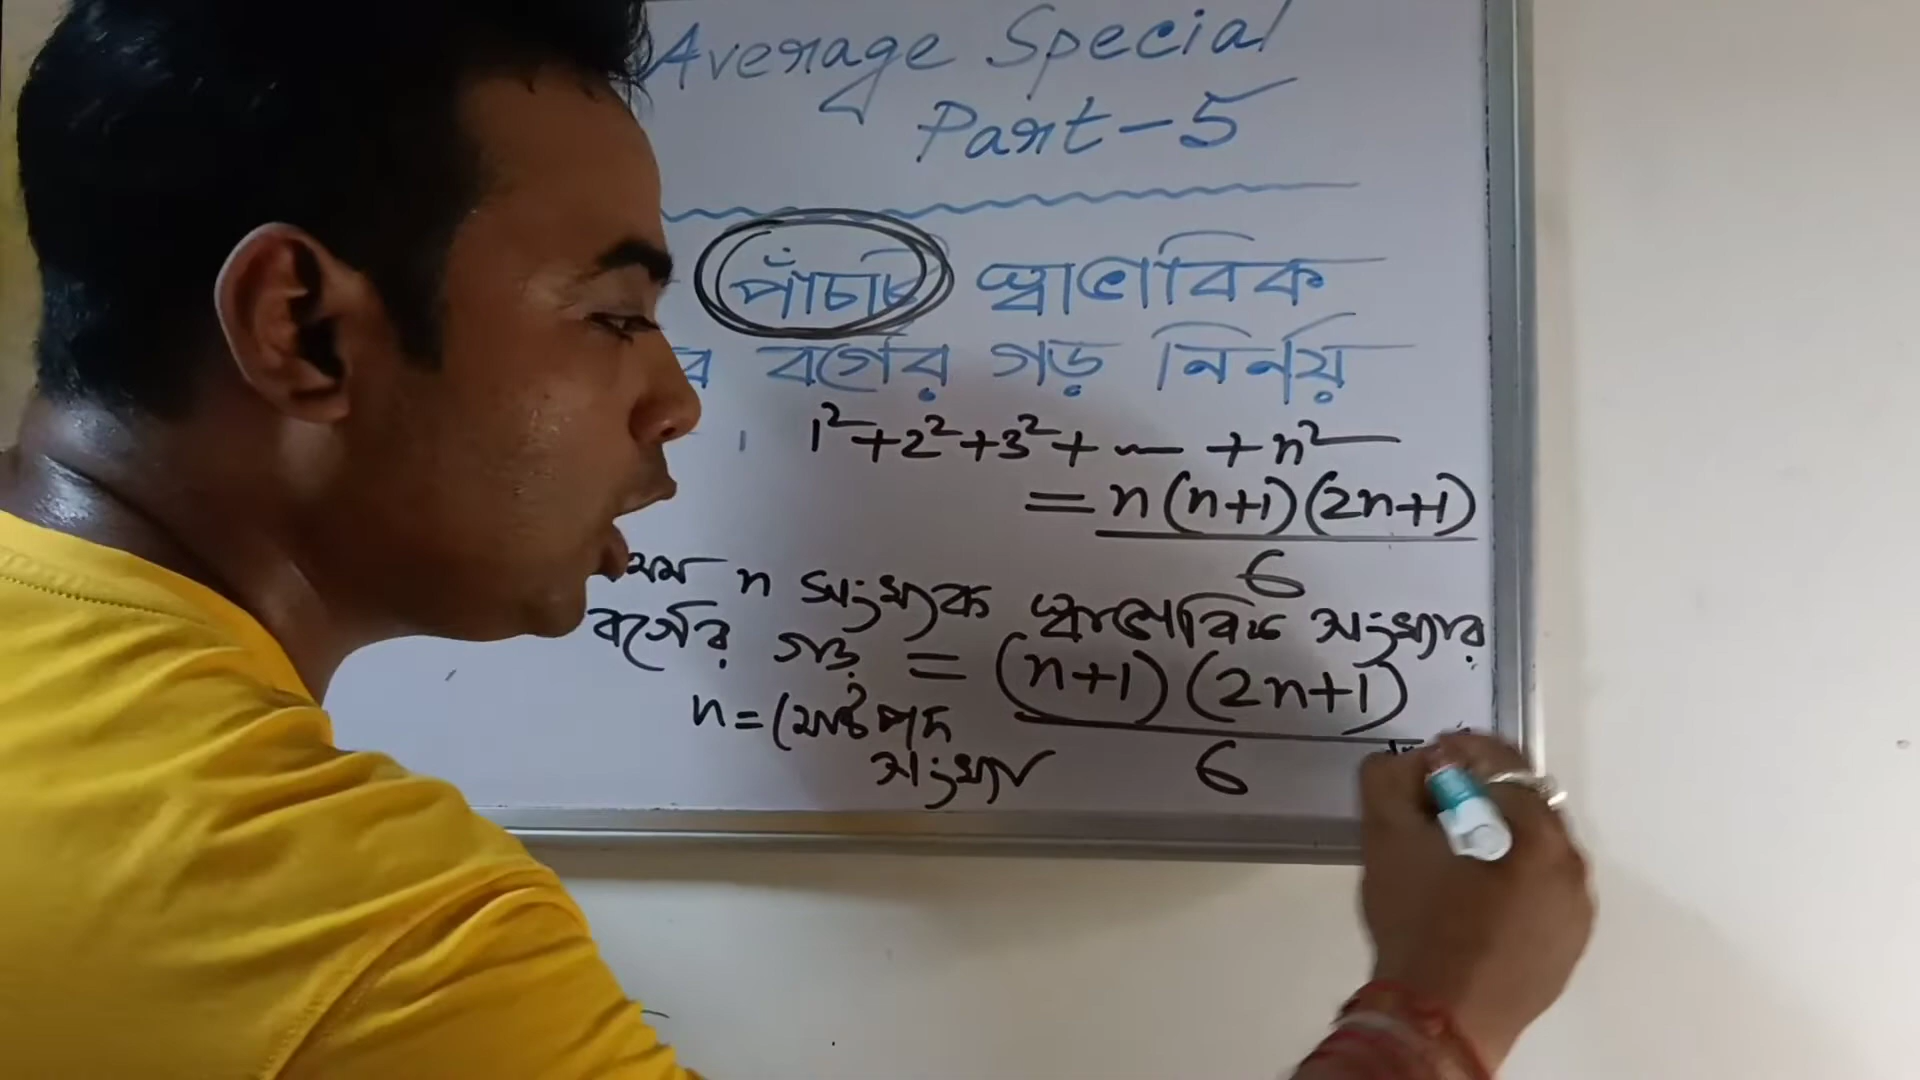 Average Special
Part-5
পাঁচটি স্বাভাবিক
র বর্গের গড় নির্ণয়
1²+2²+3²+ --- +n²
= n(n+1)(2n+1)
6
n সংখ্যক স্বাভাবিক সংখ্যার
বর্গের গড় = (n+1)(2n+1)
6
n = মোট পদ
সংখ্যা